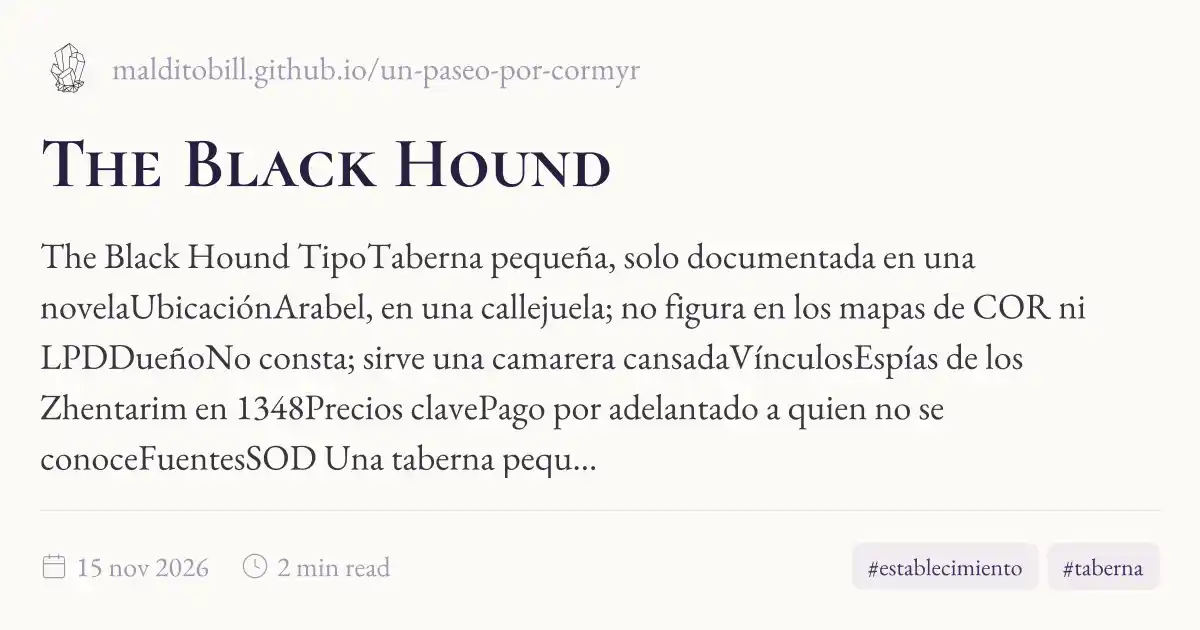 malditobill.github.io/un-paseo-por-cormyr
The Black Hound
The Black Hound TipoTaberna pequeña, solo documentada en una
novelaUbicaciónArabel, en una callejuela; no figura en los mapas de COR ni
LPDDueñoNo consta; sirve una camarera cansadaVínculosEspías de los
Zhentarim en 1348Precios clavePago por adelantado a quien no se
conoceFuentesSOD Una taberna pequ...
15 nov 2026
2 min read
#establecimiento
#taberna